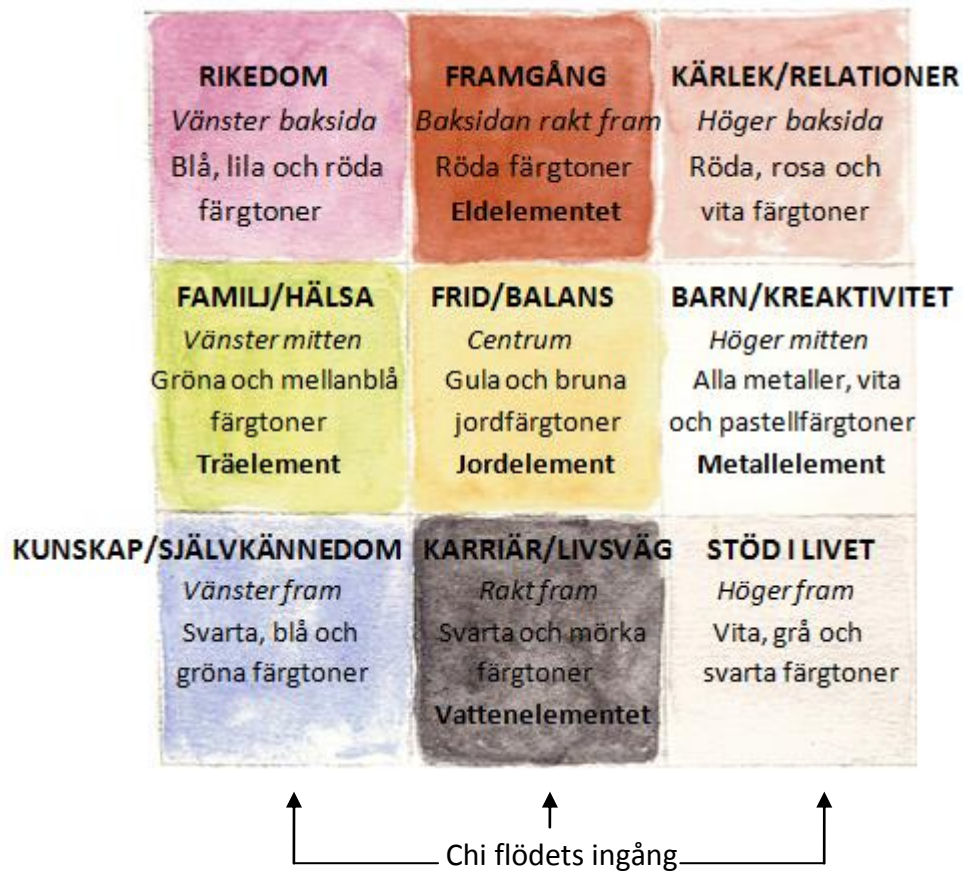 RIKEDOM
Vänster baksida
Blå, lila och röda
färgtoner
FRAMGÅNG
Baksidan rakt fram
Röda färgtoner
Eldelementet
KÄRLEK/RELATIONER
Höger baksida
Röda, rosa och
vita färgtoner
FAMILJ/HÄLSA
Vänster mitten
Gröna och mellanblå
färgtoner
Träelement
FRID/BALANS
Centrum
Gula och bruna
jordfärgtoner
Jordelement
BARN/KREAKTIVITET
Höger mitten
Alla metaller, vita
och pastellfärgtoner
Metallelement
KUNSKAP/SJÄLVKÄNNEDOM
Vänster fram
Svarta, blå och
gröna färgtoner
KARRIÄR/LIVSVÄG
Rakt fram
Svarta och mörka
färgtoner
Vattenelementet
STÖD I LIVET
Höger fram
Vita, grå och
svarta färgtoner
Chi flödets ingång